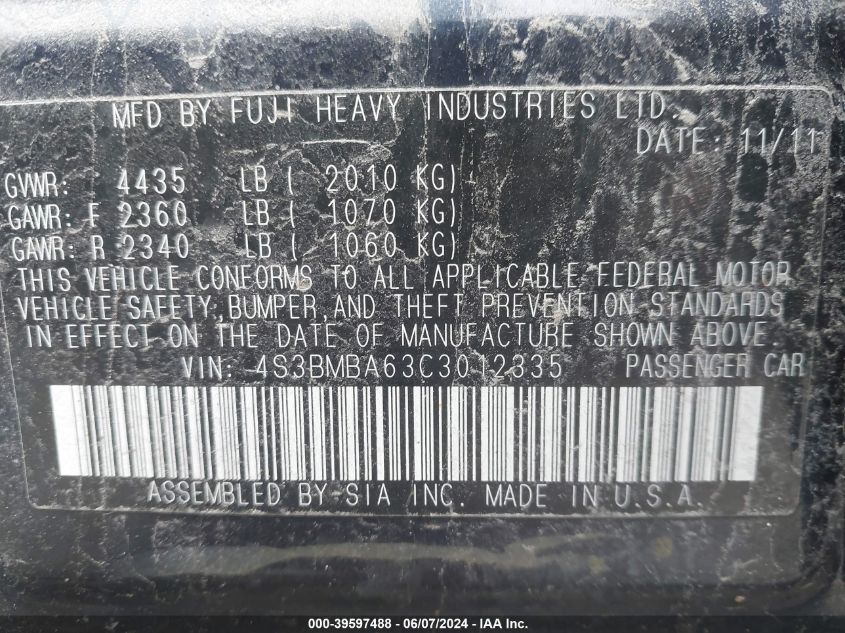 MFD BY FUJI HEAVY INDUSTRIES LTD.
DATE: 11/11
GVWR: 4435 LB ( 2010 KG)
GAWR: F 2360 LB ( 1070 KG)
GAWR: R 2340 LB ( 1060 KG)
THIS VEHICLE CONFORMS TO ALL APPLICABLE FEDERAL MOTOR
VEHICLE SAFETY, BUMPER, AND THEFT PREVENTION STANDARDS
IN EFFECT ON THE DATE OF MANUFACTURE SHOWN ABOVE.
VIN: 4S3BMBA63C3012335 PASSENGER CAR
ASSEMBLED BY SIA INC. MADE IN U.S.A.
000-39597488 - 06/07/2024 - IAA Inc.